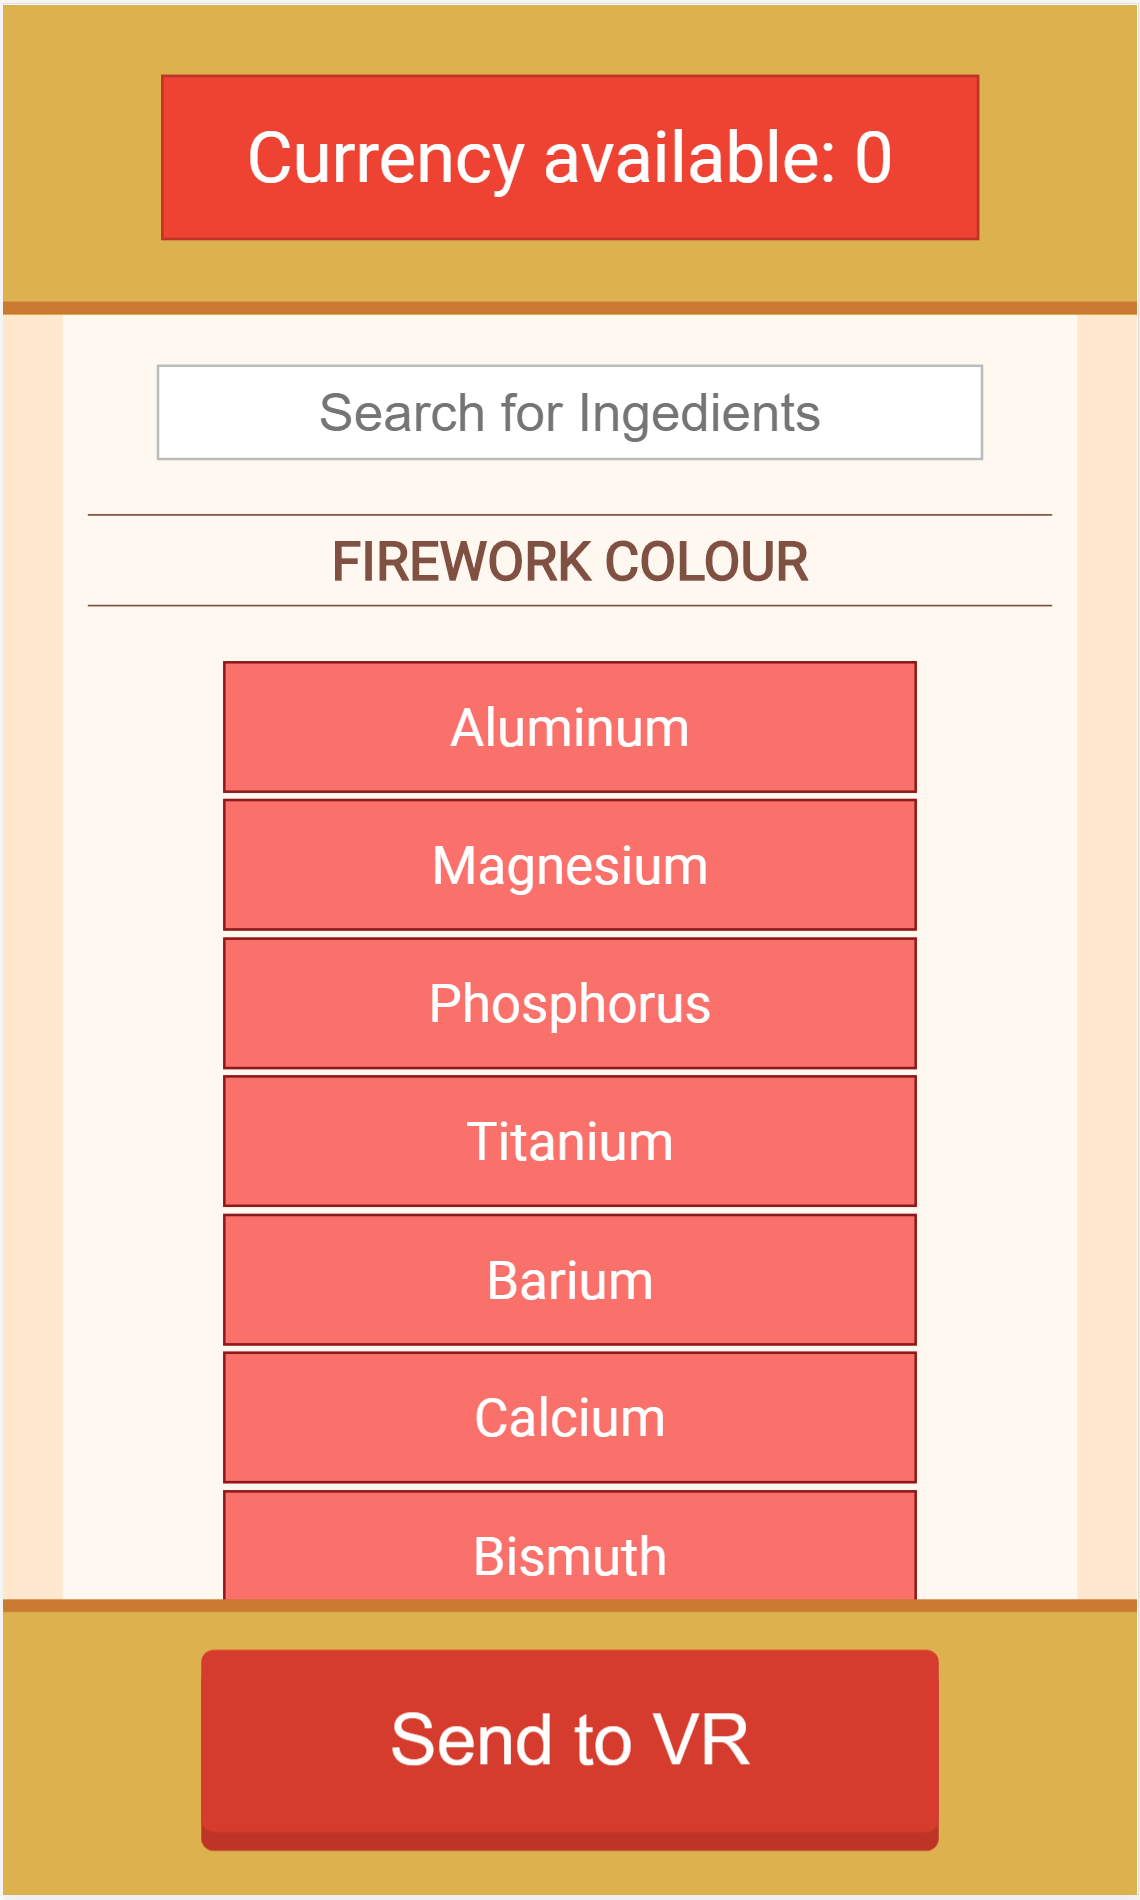 Currency available: 0
Search for Ingedients
FIREWORK COLOUR
Aluminum
Magnesium
Phosphorus
Titanium
Barium
Calcium
Bismuth
Send to VR